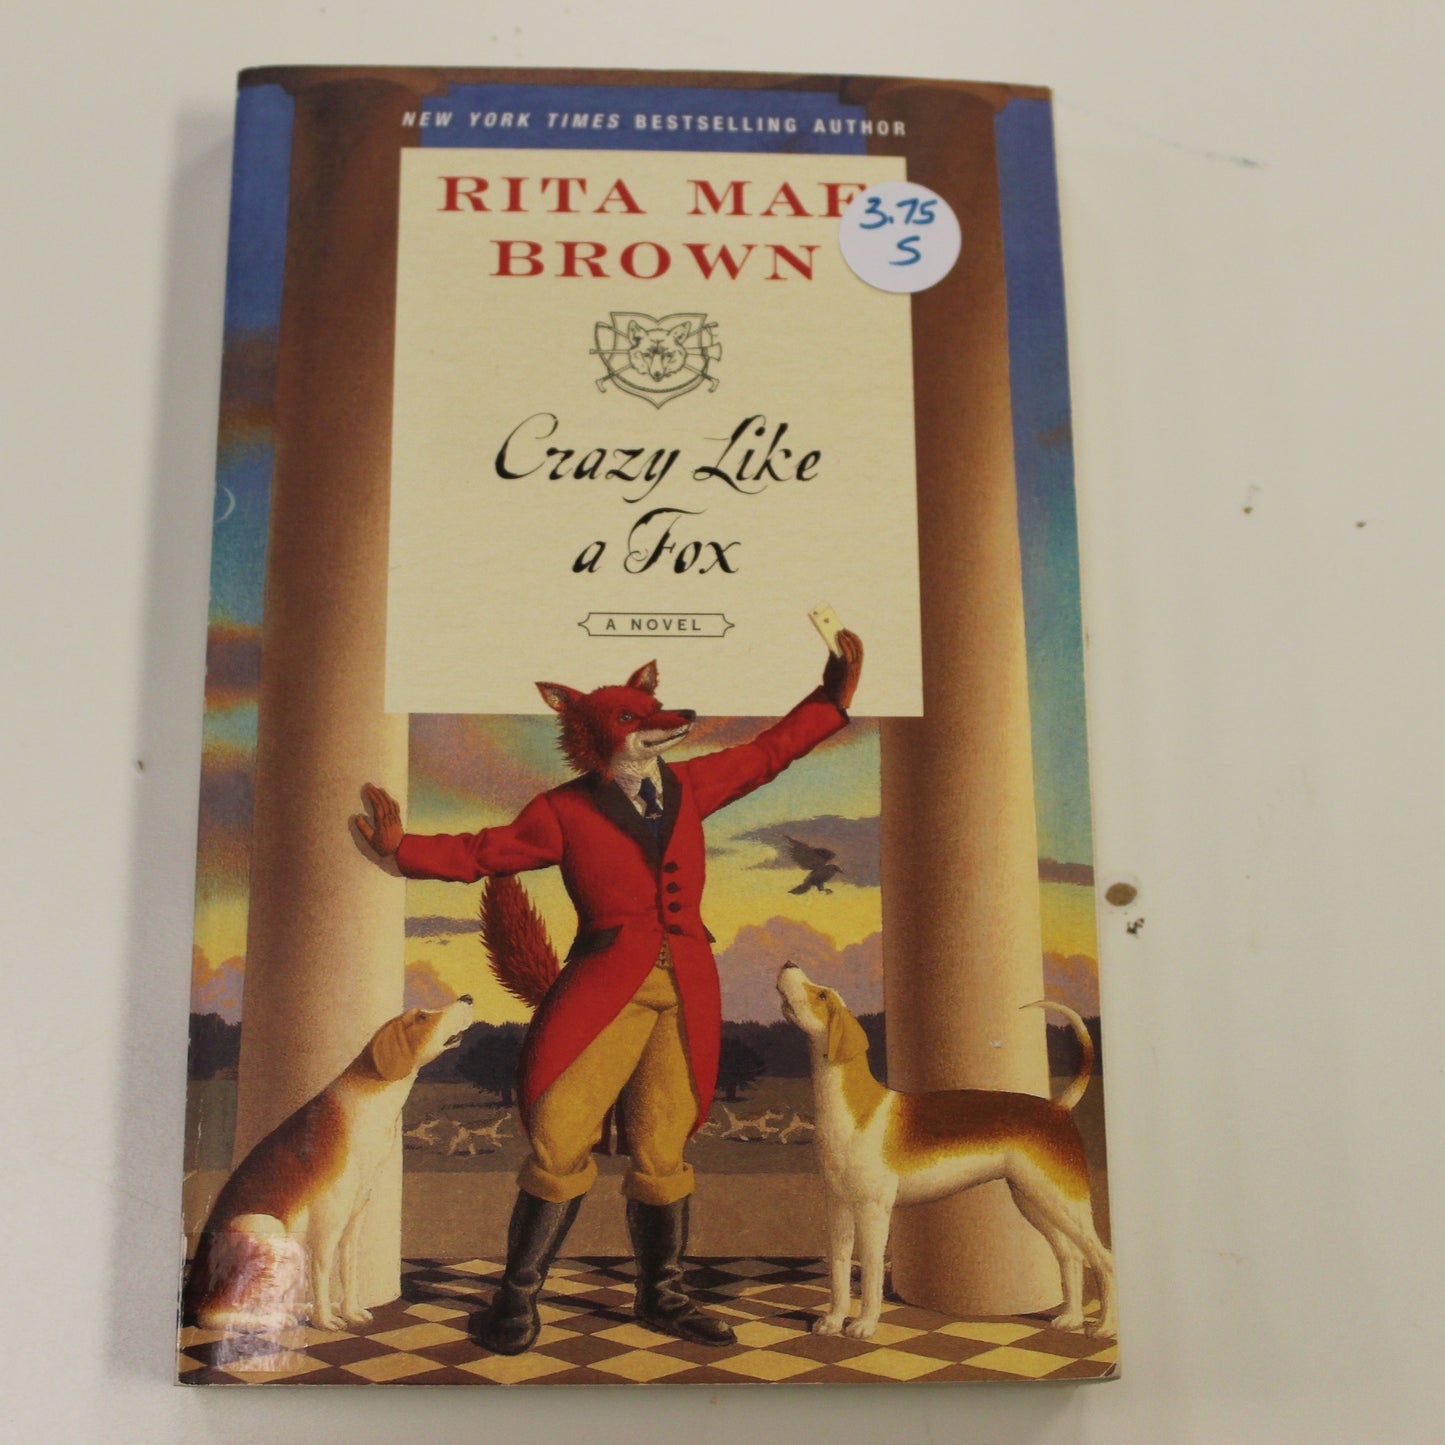 NEW YORK TIMES BESTSELLING AUTHOR
RITA MAE
BROWN
3.75
S
Crazy Like
a Fox
A NOVEL